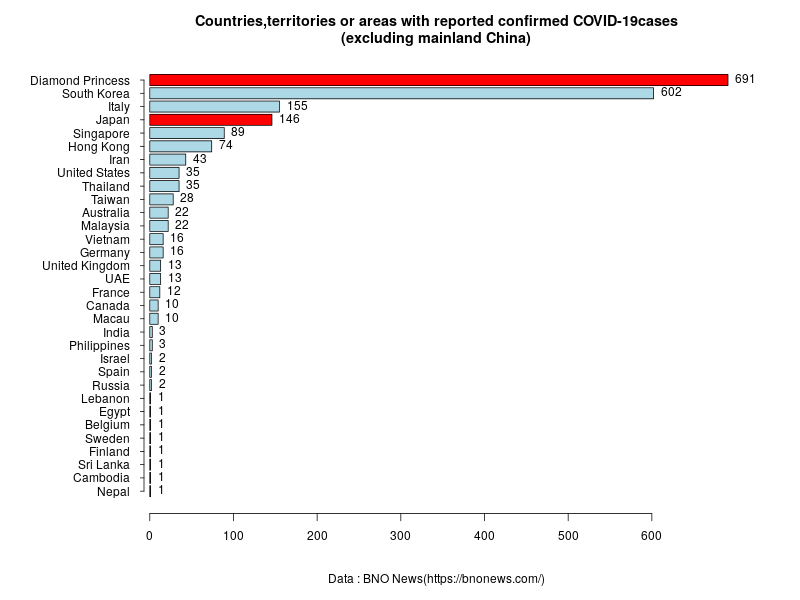 Countries,territories or areas with reported confirmed COVID-19cases
(excluding mainland China)
Diamond Princess 691
South Korea 602
Italy 155
Japan 146
Singapore 89
Hong Kong 74
Iran 43
United States 35
Thailand 35
Taiwan 28
Australia 22
Malaysia 22
Vietnam 16
Germany 16
United Kingdom 13
UAE 13
France 12
Canada 10
Macau 10
India 3
Philippines 3
Israel 2
Spain 2
Russia 2
Lebanon 1
Egypt 1
Belgium 1
Sweden 1
Finland 1
Sri Lanka 1
Cambodia 1
Nepal 1
0 100 200 300 400 500 600
Data : BNO News(https://bnonews.com/)